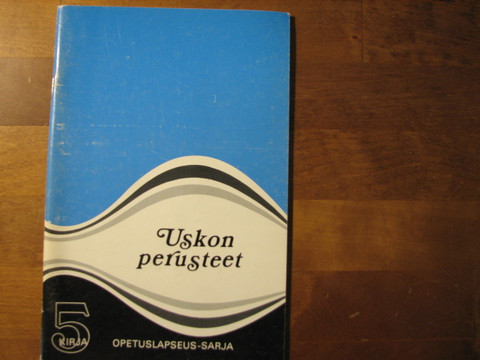 Uskon
perusteet
5
KIRJA
OPETUSLAPSEUS-SARJA